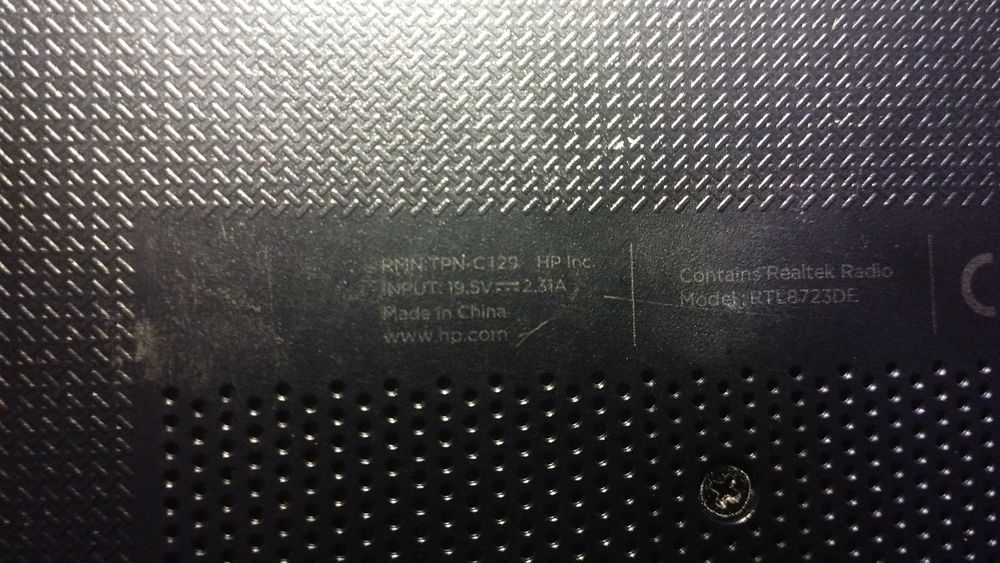 RMN:TPN-C129 HP Inc.
INPUT: 19.5V⎓2.31A
Made in China
www.hp.com
Contains Realtek Radio
Model : RTL8723DE